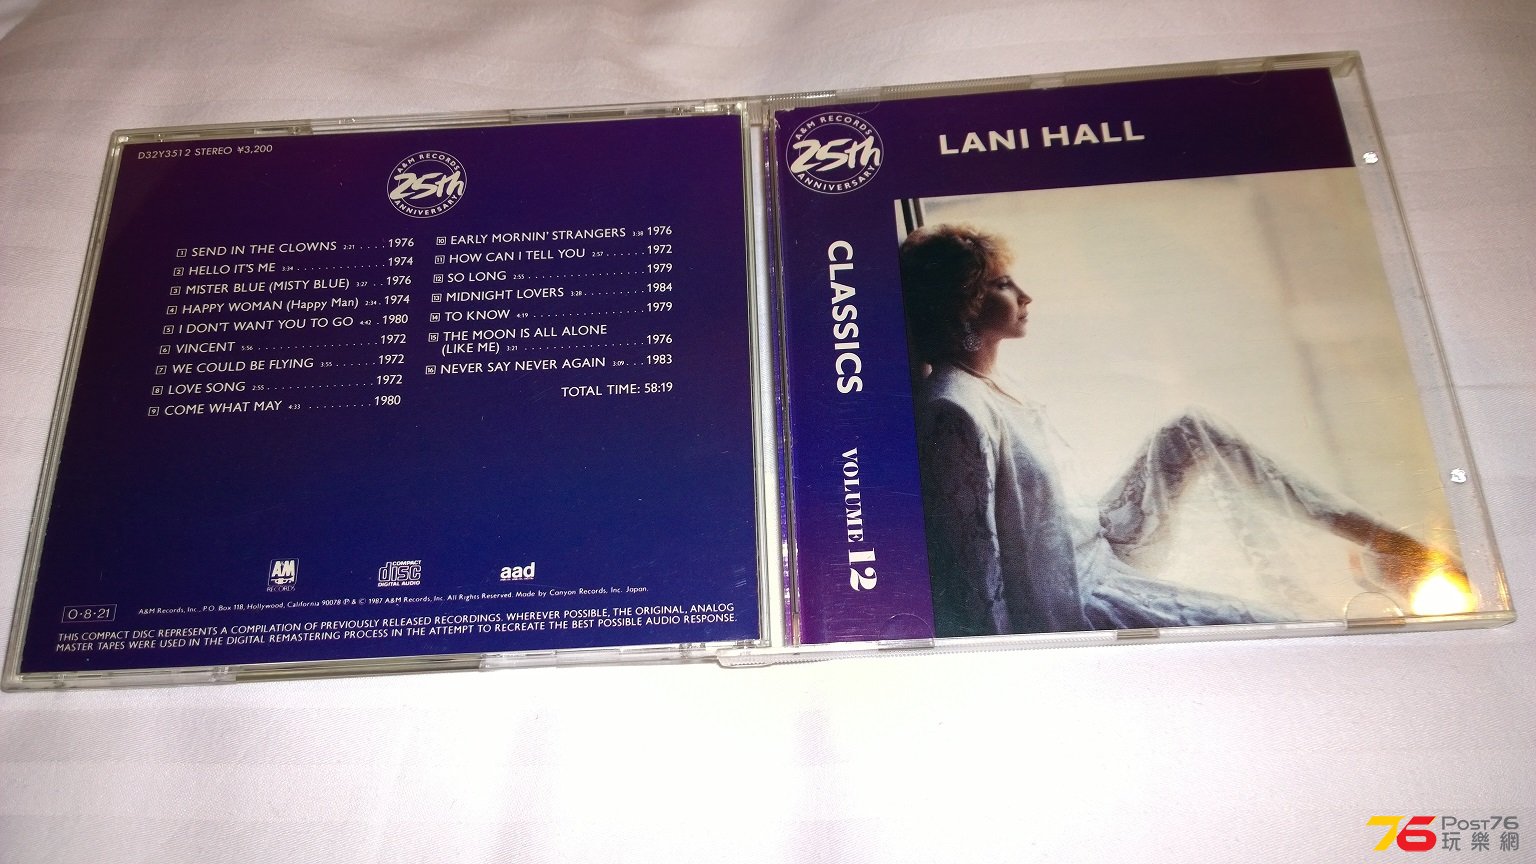 D32Y3512 STEREO ¥3,200
A&M RECORDS
25th
ANNIVERSARY
1 SEND IN THE CLOWNS 2:21 .... 1976
2 HELLO IT'S ME 3:34 ............ 1974
3 MISTER BLUE (MISTY BLUE) 3:27 .. 1976
4 HAPPY WOMAN (Happy Man) 2:34 . 1974
5 I DON'T WANT YOU TO GO 4:42 . 1980
6 VINCENT 5:56 ................. 1972
7 WE COULD BE FLYING 3:55 ...... 1972
8 LOVE SONG 2:55 .............. 1972
9 COME WHAT MAY 4:33 ......... 1980
10 EARLY MORNIN' STRANGERS 3:38 1976
11 HOW CAN I TELL YOU 2:57 ...... 1972
12 SO LONG 2:55 ................ 1979
13 MIDNIGHT LOVERS 3:28 ......... 1984
14 TO KNOW 4:19 ................ 1979
15 THE MOON IS ALL ALONE
(LIKE ME) 3:21 ................ 1976
16 NEVER SAY NEVER AGAIN 3:09 ... 1983
TOTAL TIME: 58:19
A&M
RECORDS
COMPACT
disc
DIGITAL AUDIO
aad
O·8·21
A&M Records, Inc., P.O. Box 118, Hollywood, California 90078 ℗ & © 1987 A&M Records, Inc. All Rights Reserved. Made by Canyon Records, Inc. Japan.
THIS COMPACT DISC REPRESENTS A COMPILATION OF PREVIOUSLY RELEASED RECORDINGS. WHEREVER POSSIBLE, THE ORIGINAL, ANALOG
MASTER TAPES WERE USED IN THE DIGITAL REMASTERING PROCESS IN THE ATTEMPT TO RECREATE THE BEST POSSIBLE AUDIO RESPONSE.
A&M RECORDS
25th
ANNIVERSARY
LANI HALL
CLASSICS VOLUME 12
76 POST76
玩樂網